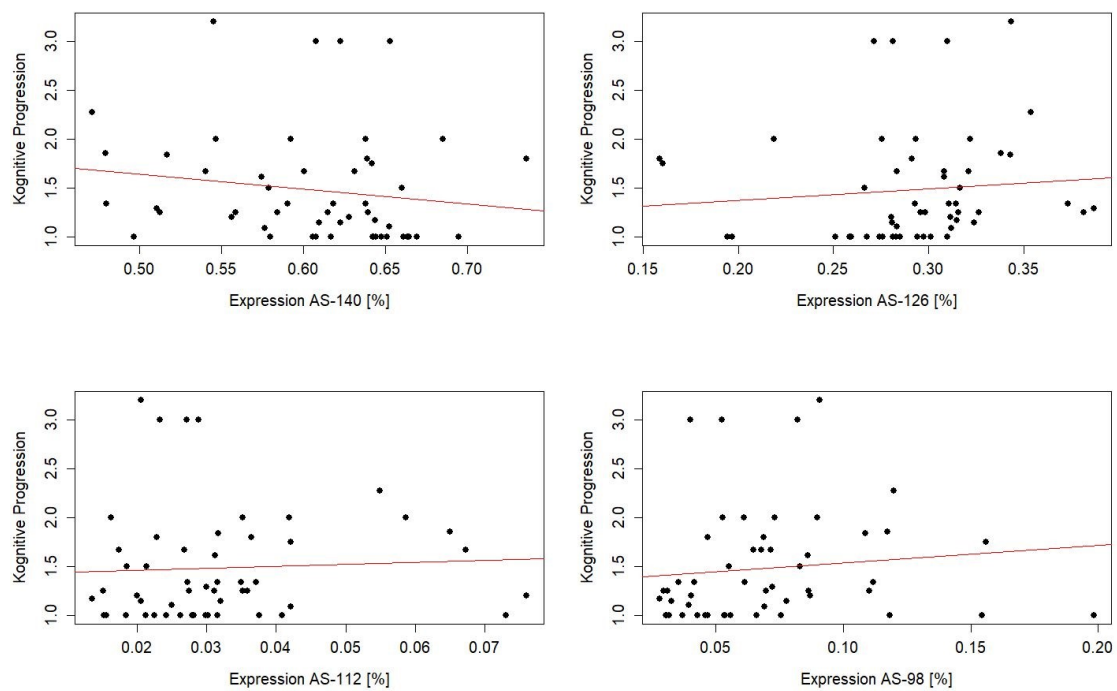 Kognitive Progression
3.0
2.5
2.0
1.5
1.0
0.50 0.55 0.60 0.65 0.70
Expression AS-140 [%]
Kognitive Progression
3.0
2.5
2.0
1.5
1.0
0.15 0.20 0.25 0.30 0.35
Expression AS-126 [%]
Kognitive Progression
3.0
2.5
2.0
1.5
1.0
0.02 0.03 0.04 0.05 0.06 0.07
Expression AS-112 [%]
Kognitive Progression
3.0
2.5
2.0
1.5
1.0
0.05 0.10 0.15 0.20
Expression AS-98 [%]